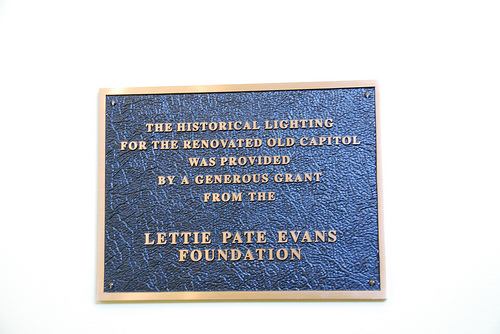 THE HISTORICAL LIGHTING
FOR THE RENOVATED OLD CAPITOL
WAS PROVIDED
BY A GENEROUS GRANT
FROM THE
LETTIE PATE EVANS
FOUNDATION